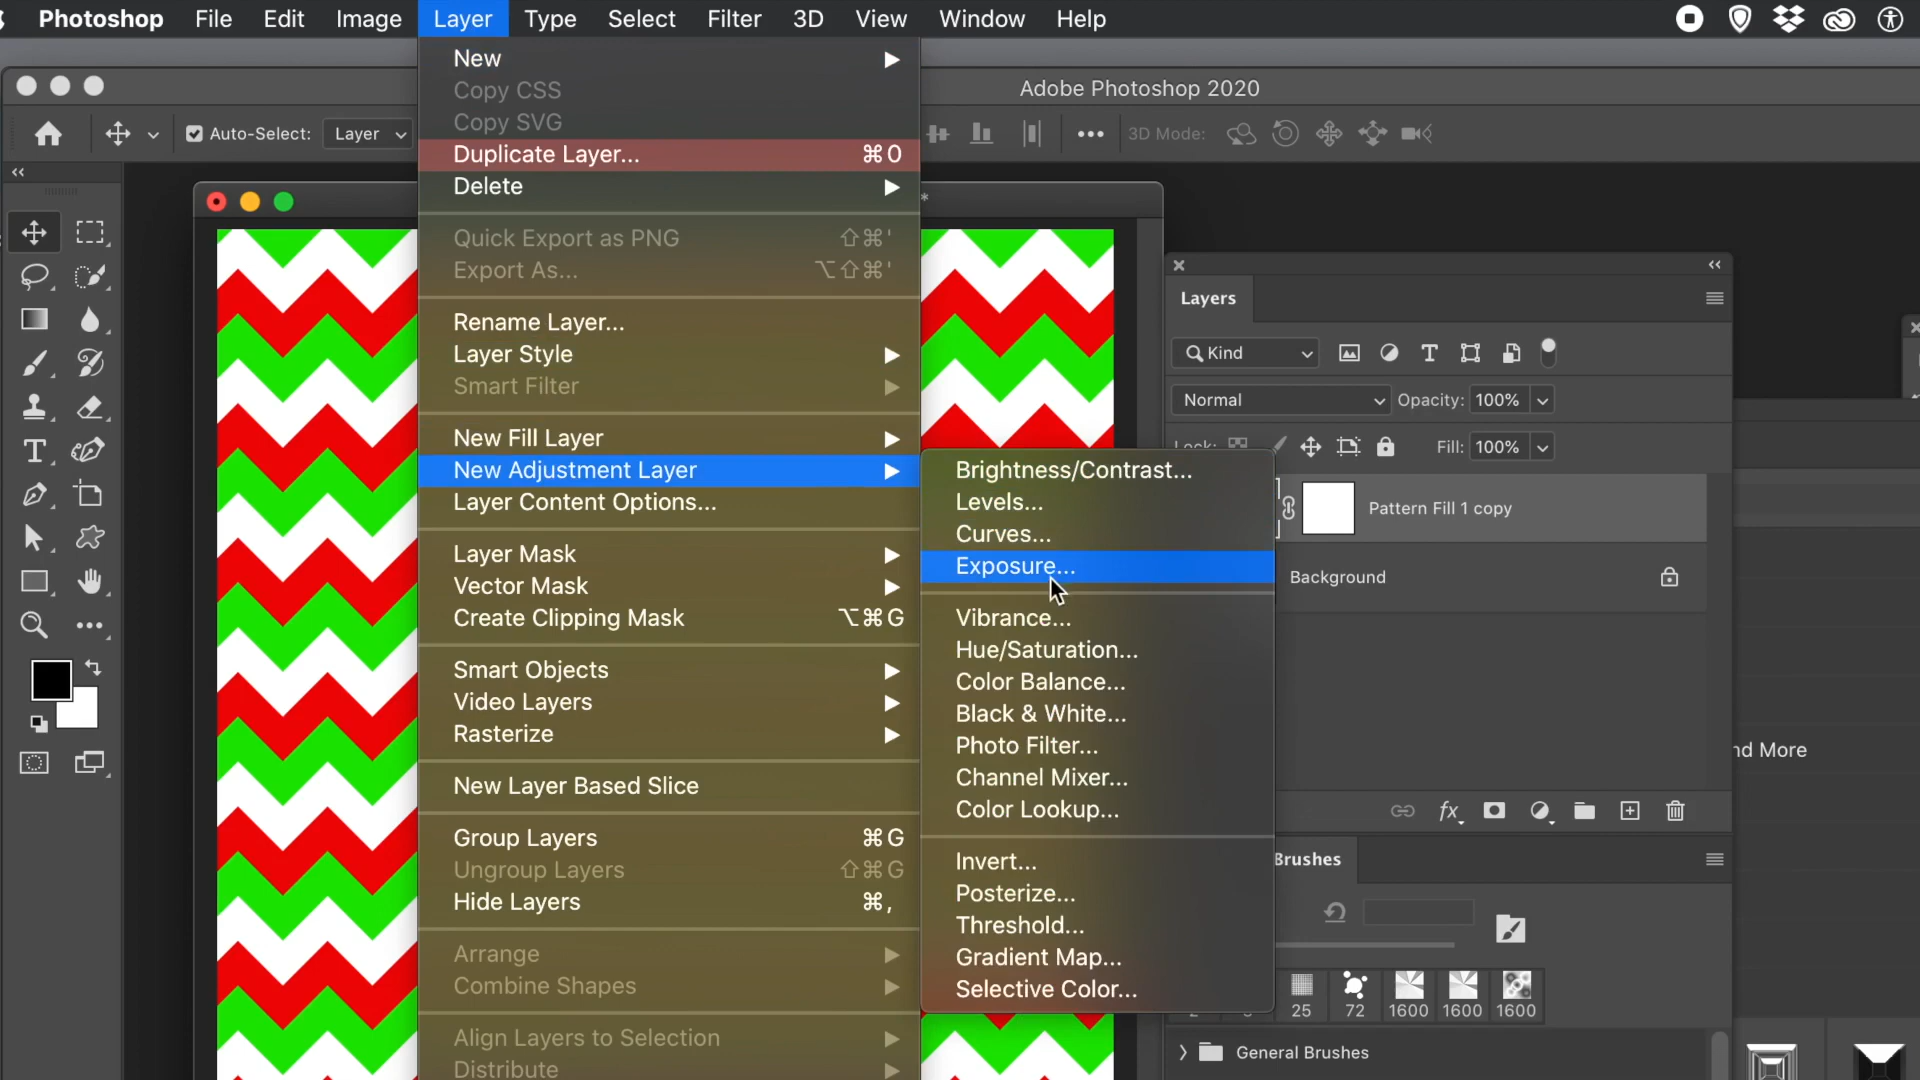 Photoshop File Edit Image Layer Type Select Filter 3D View Window Help
Adobe Photoshop 2020
Auto-Select: Layer
3D Mode:
New
Copy CSS
Copy SVG
Duplicate Layer... ⌘O
Delete
Quick Export as PNG ⇧⌘'
Export As... ⌥⇧⌘'
Rename Layer...
Layer Style
Smart Filter
New Fill Layer
New Adjustment Layer
Layer Content Options...
Layer Mask
Vector Mask
Create Clipping Mask ⌥⌘G
Smart Objects
Video Layers
Rasterize
New Layer Based Slice
Group Layers ⌘G
Ungroup Layers ⇧⌘G
Hide Layers ⌘,
Arrange
Combine Shapes
Align Layers to Selection
Distribute
Brightness/Contrast...
Levels...
Curves...
Exposure...
Vibrance...
Hue/Saturation...
Color Balance...
Black & White...
Photo Filter...
Channel Mixer...
Color Lookup...
Invert...
Posterize...
Threshold...
Gradient Map...
Selective Color...
Layers
Kind
Normal Opacity: 100%
Lock: Fill: 100%
Pattern Fill 1 copy
Background
nd More
Brushes
25 72 1600 1600 1600
General Brushes